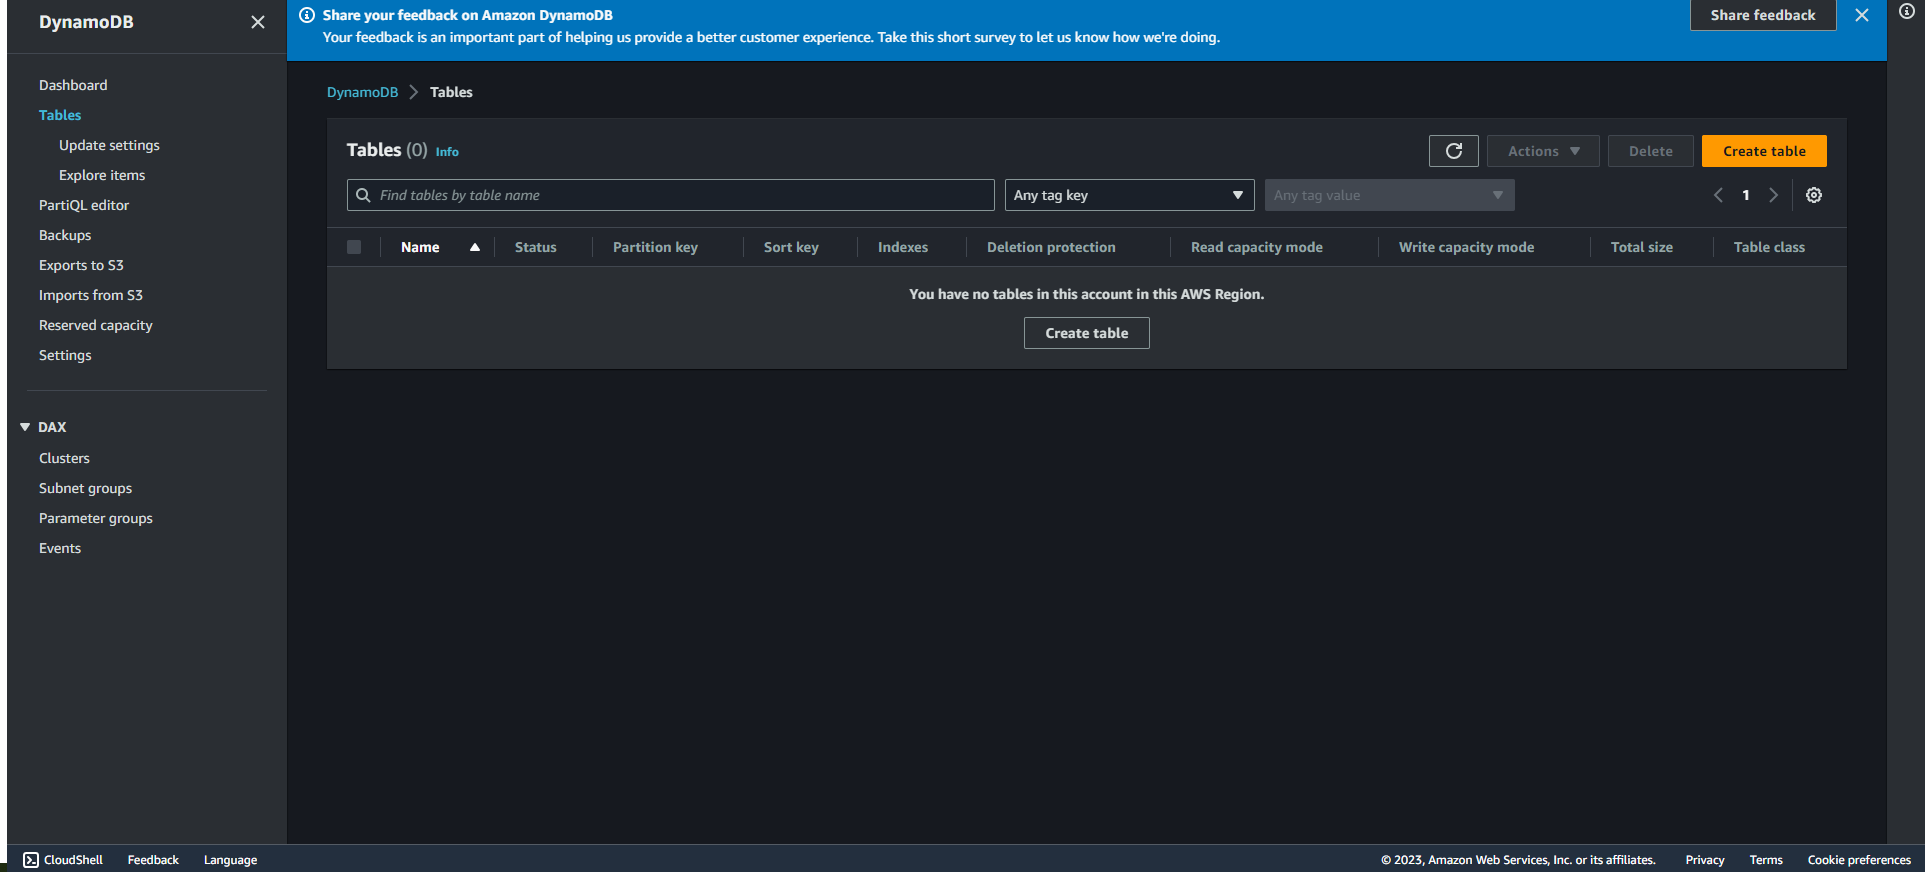 DynamoDB
Dashboard
Tables
Update settings
Explore items
PartiQL editor
Backups
Exports to S3
Imports from S3
Reserved capacity
Settings
DAX
Clusters
Subnet groups
Parameter groups
Events
Share your feedback on Amazon DynamoDB
Your feedback is an important part of helping us provide a better customer experience. Take this short survey to let us know how we're doing.
Share feedback
DynamoDB > Tables
Tables (0) Info
Actions Delete Create table
Find tables by table name Any tag key Any tag value 1
Name Status Partition key Sort key Indexes Deletion protection Read capacity mode Write capacity mode Total size Table class
You have no tables in this account in this AWS Region.
Create table
CloudShell Feedback Language © 2023, Amazon Web Services, Inc. or its affiliates. Privacy Terms Cookie preferences